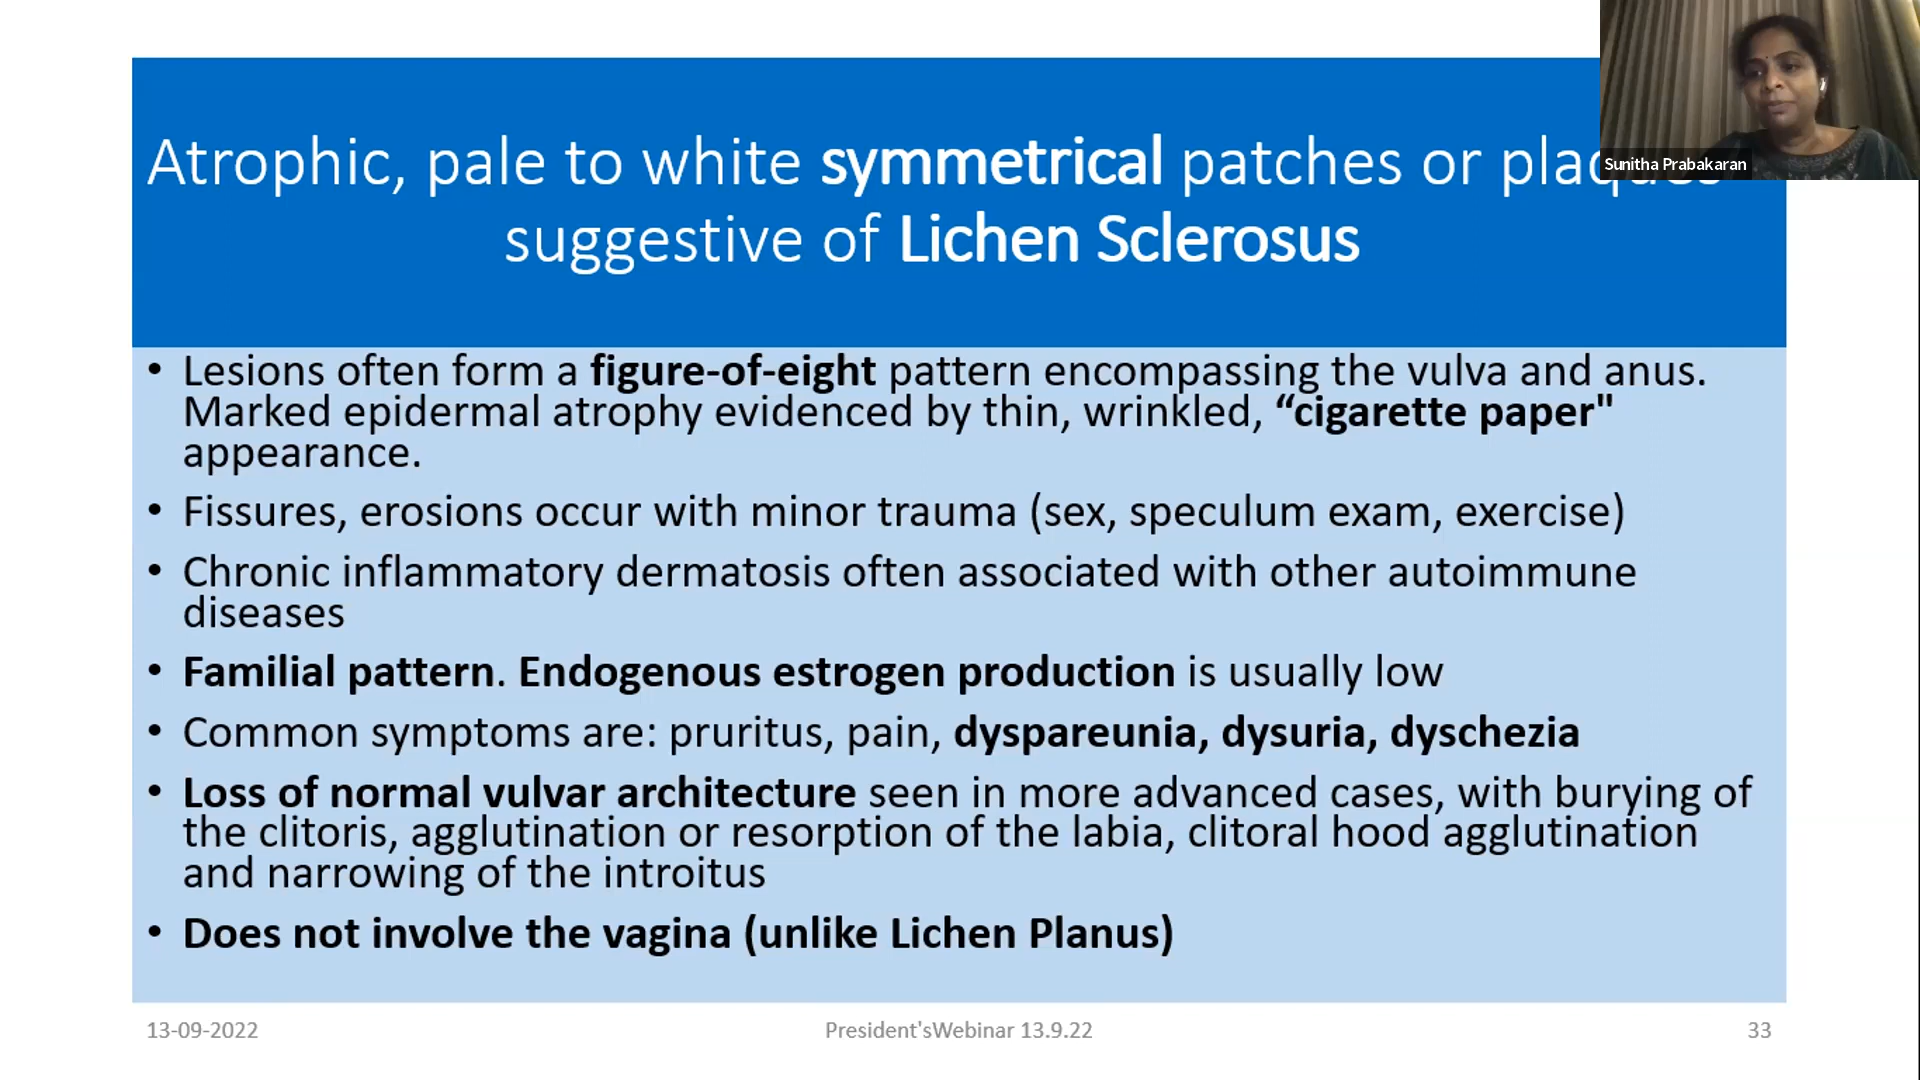 Atrophic, pale to white symmetrical patches or
suggestive of Lichen Sclerosus
Sunitha Prabakaran
• Lesions often form a figure-of-eight pattern encompassing the vulva and anus.
Marked epidermal atrophy evidenced by thin, wrinkled, “cigarette paper"
appearance.
• Fissures, erosions occur with minor trauma (sex, speculum exam, exercise)
• Chronic inflammatory dermatosis often associated with other autoimmune
diseases
• Familial pattern. Endogenous estrogen production is usually low
• Common symptoms are: pruritus, pain, dyspareunia, dysuria, dyschezia
• Loss of normal vulvar architecture seen in more advanced cases, with burying of
the clitoris, agglutination or resorption of the labia, clitoral hood agglutination
and narrowing of the introitus
• Does not involve the vagina (unlike Lichen Planus)
13-09-2022
President'sWebinar 13.9.22
33